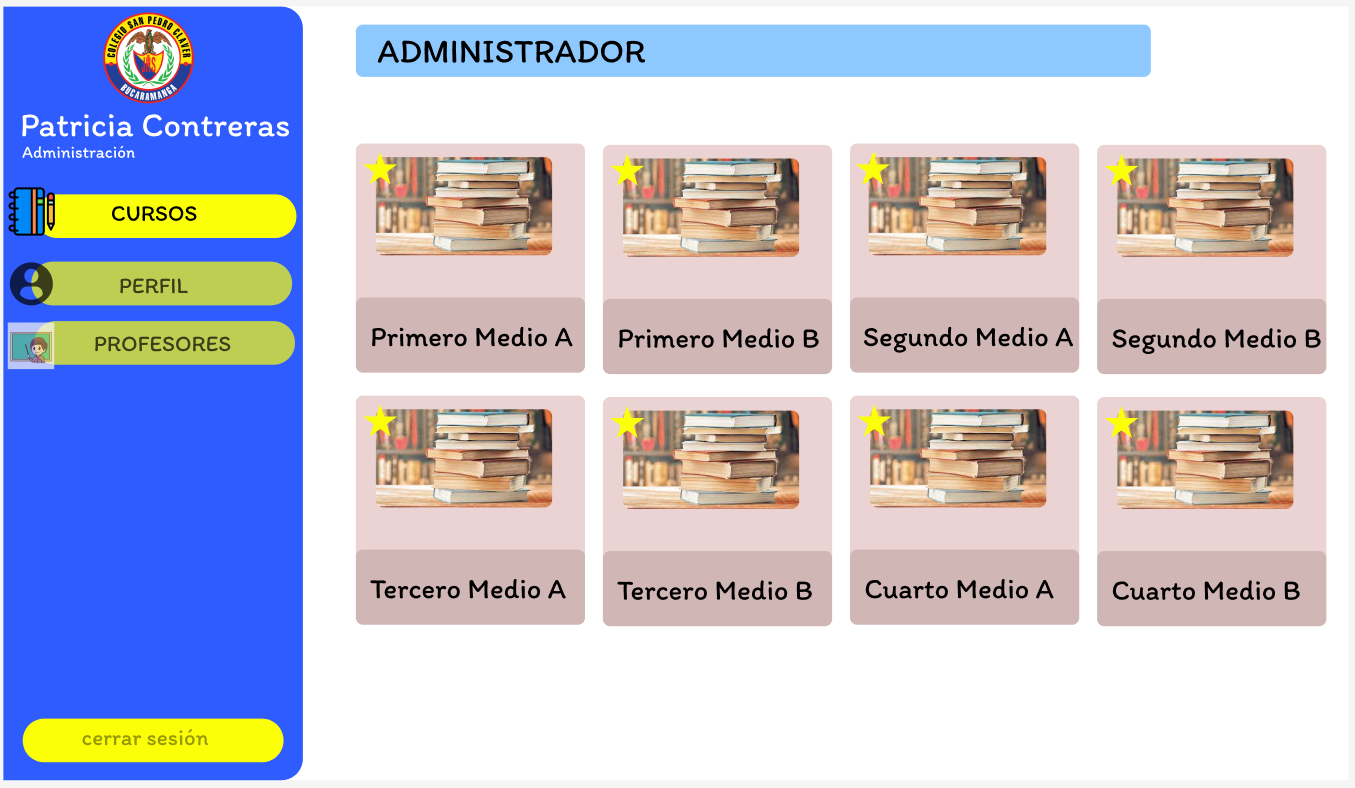 COLEGIO SAN PEDRO CLAVER
BUCARAMANGA
Patricia Contreras
Administración
CURSOS
PERFIL
PROFESORES
cerrar sesión
ADMINISTRADOR
Primero Medio A
Primero Medio B
Segundo Medio A
Segundo Medio B
Tercero Medio A
Tercero Medio B
Cuarto Medio A
Cuarto Medio B